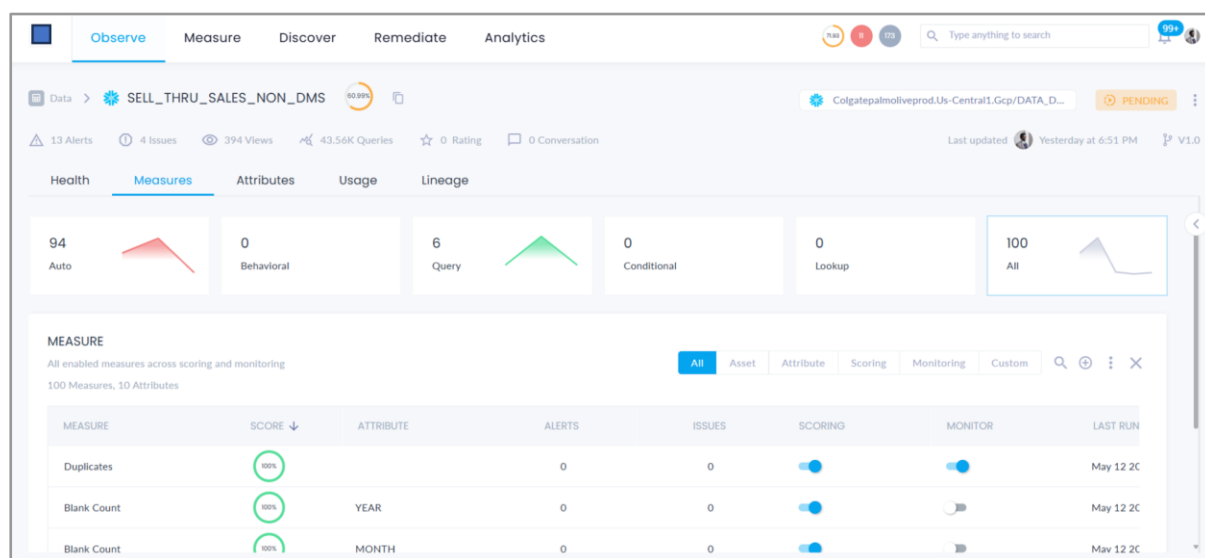 Observe Measure Discover Remediate Analytics 71.93 11 173 Type anything to search 99+
Data > SELL_THRU_SALES_NON_DMS 60.99% Colgatepalmoliveprod.Us-Central1.Gcp/DATA_D... PENDING
13 Alerts 4 Issues 394 Views 43.56K Queries 0 Rating 0 Conversation Last updated Yesterday at 6:51 PM V1.0
Health Measures Attributes Usage Lineage
94 0 6 0 0 100
Auto Behavioral Query Conditional Lookup All
MEASURE
All enabled measures across scoring and monitoring
All Asset Attribute Scoring Monitoring Custom
100 Measures, 10 Attributes
MEASURE SCORE ATTRIBUTE ALERTS ISSUES SCORING MONITOR LAST RUN
Duplicates 100% 0 0 May 12 20
Blank Count 100% YEAR 0 0 May 12 20
Blank Count 100% MONTH 0 0 May 12 20